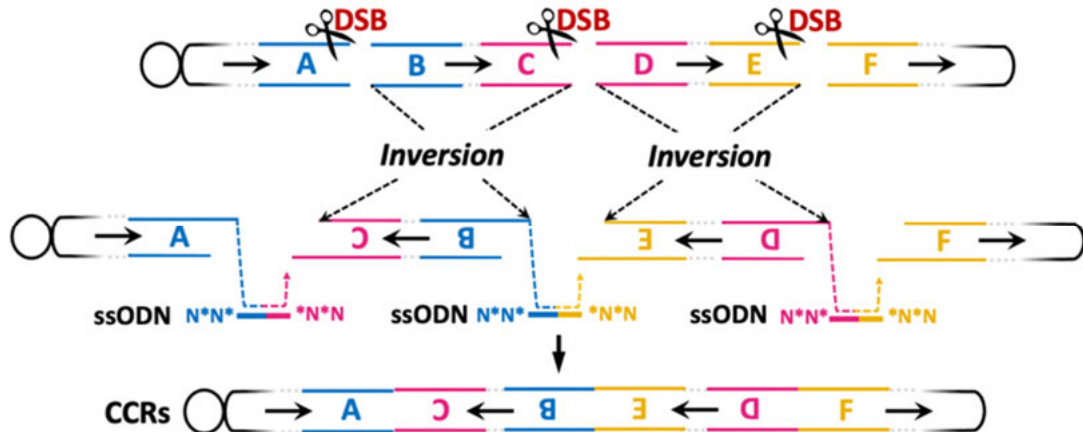 DSB DSB DSB
A B C D E F
Inversion Inversion
A C B E D F
ssODN N*N* *N*N ssODN N*N* *N*N ssODN N*N* *N*N
CCRs A C B E D F